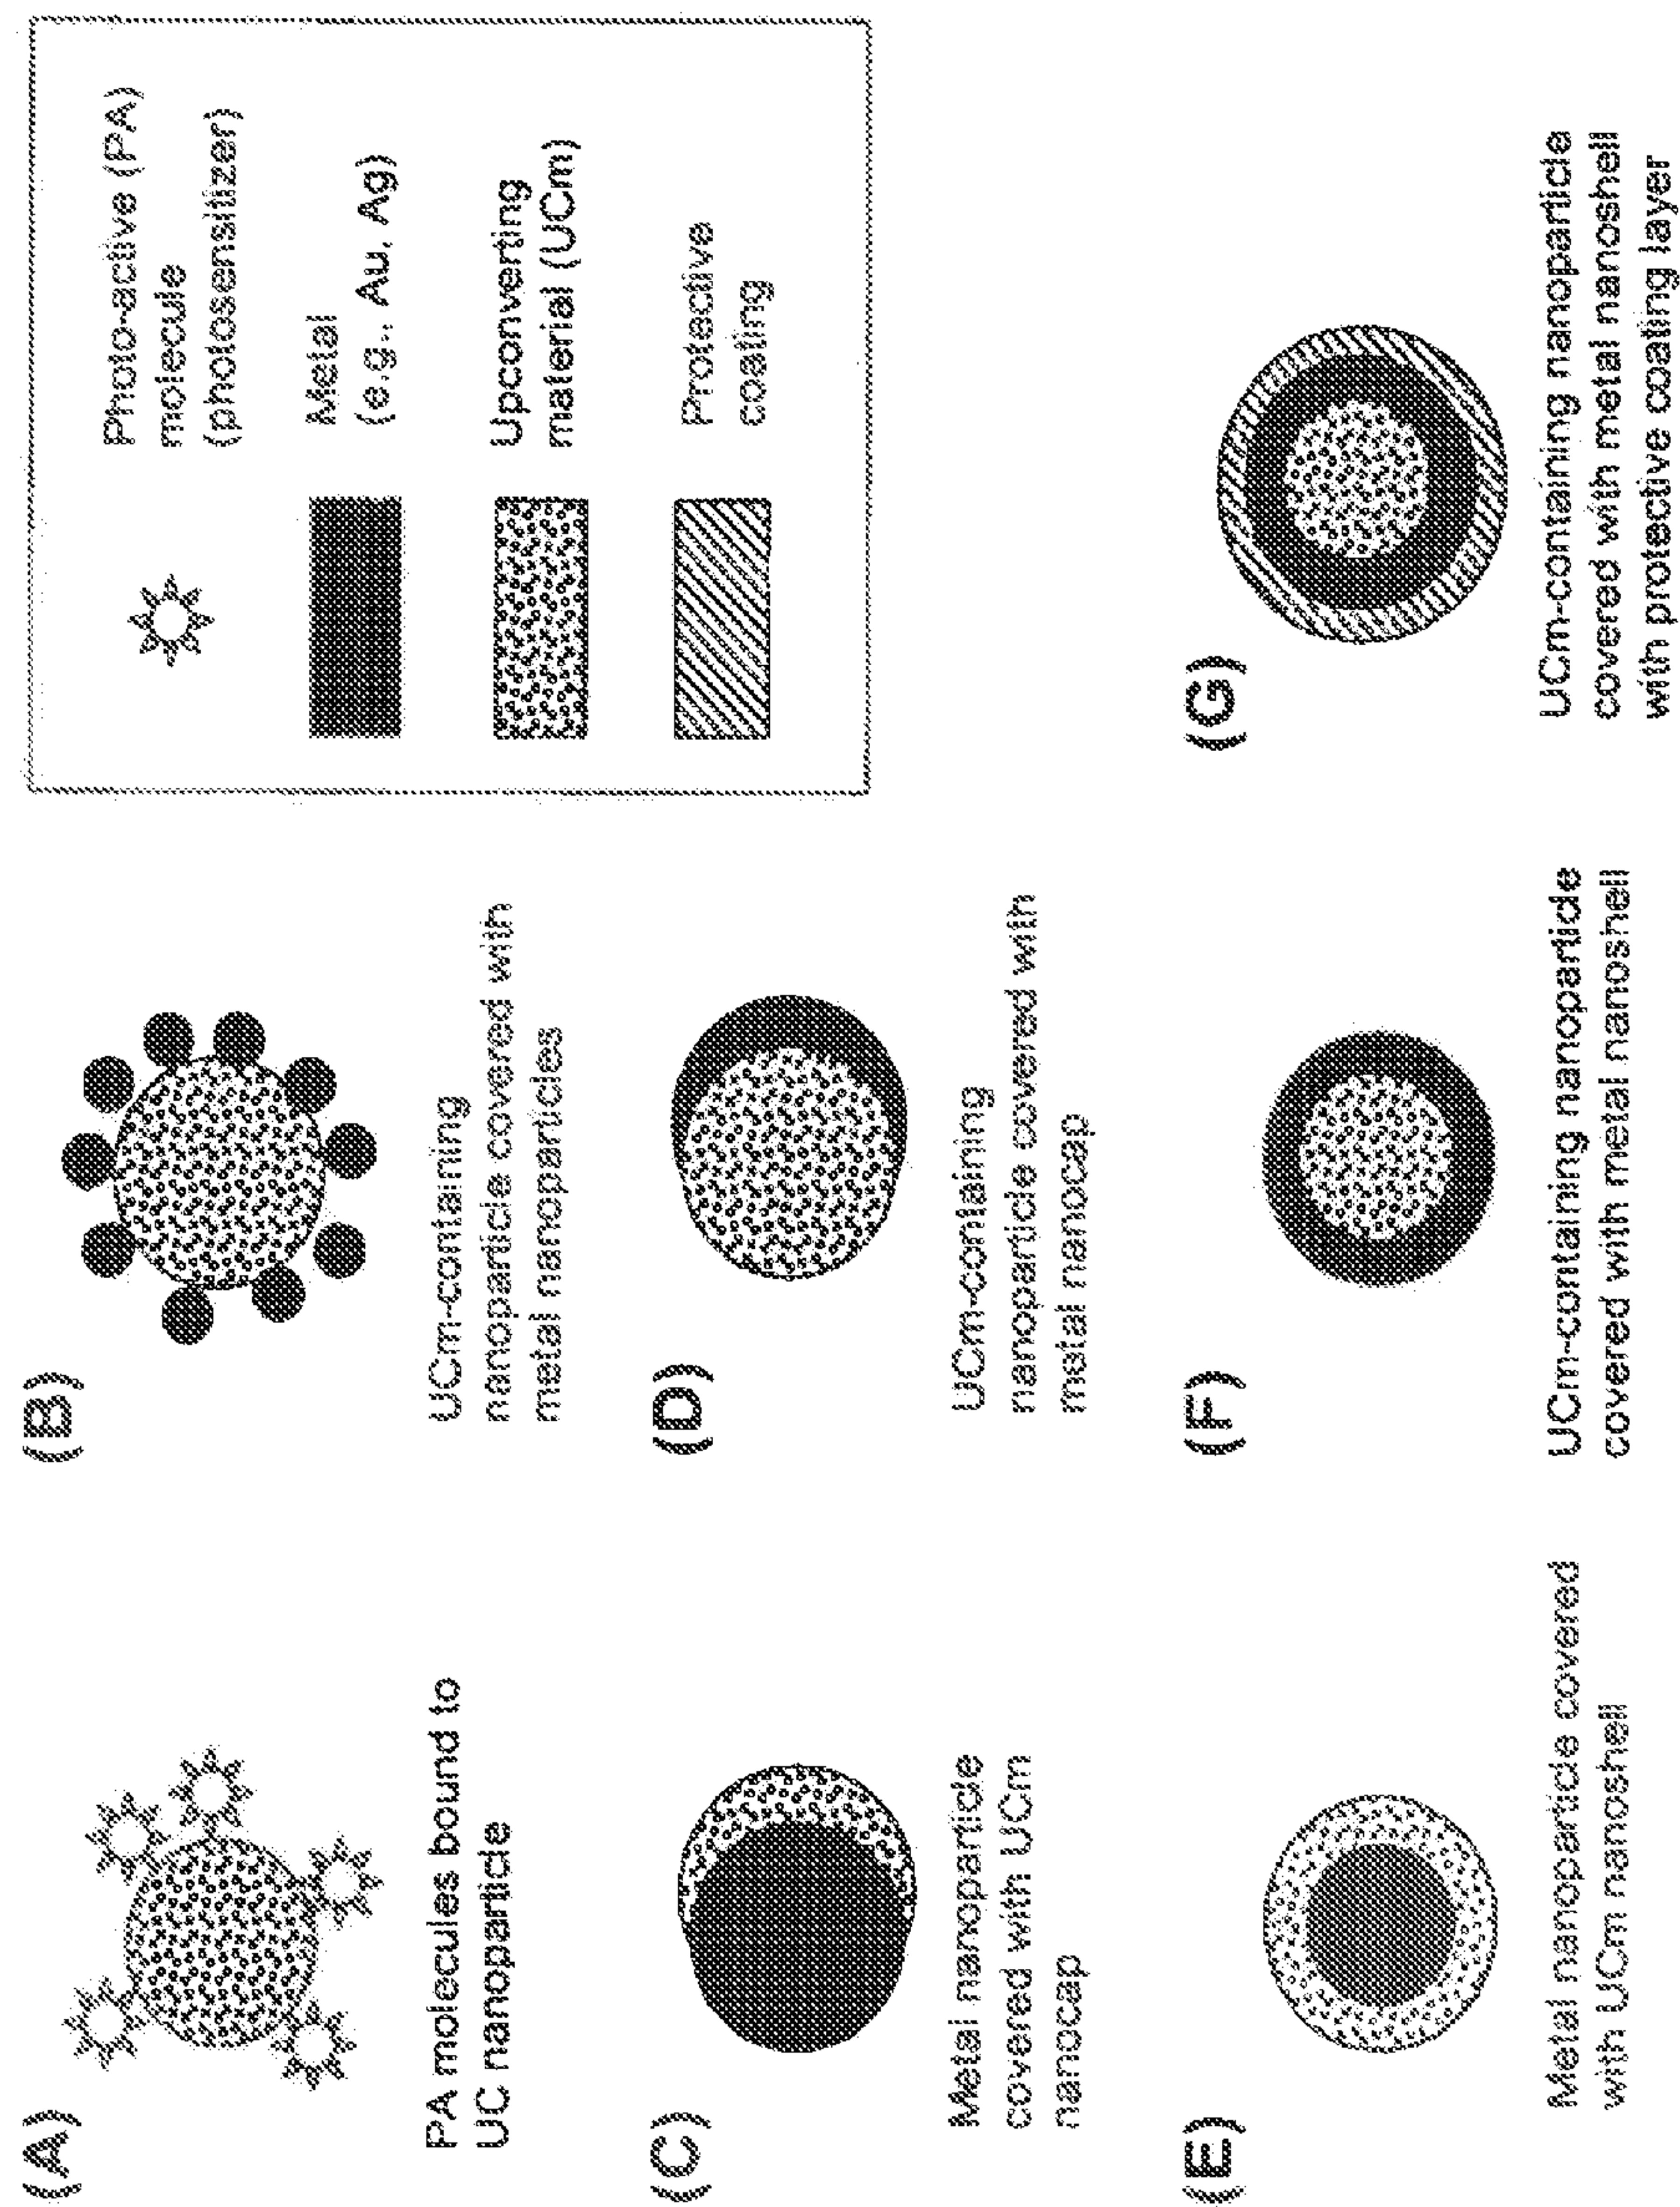 (A)
PA molecules bound to
UC nanoparticle
(B)
UCm-containing
nanoparticle covered with
metal nanoparticles
Photo-active (PA)
molecule
(photosensitizer)
Metal
(e.g., Au, Ag)
Upconverting
material (UCm)
Protective
coating
(C)
Metal nanoparticle
covered with UCm
nanocap
(D)
UCm-containing
nanoparticle covered with
metal nanocap
(E)
Metal nanoparticle covered
with UCm nanoshell
(F)
UCm-containing nanoparticle
covered with metal nanoshell
(G)
UCm-containing nanoparticle
covered with metal nanoshell
with protective coating layer